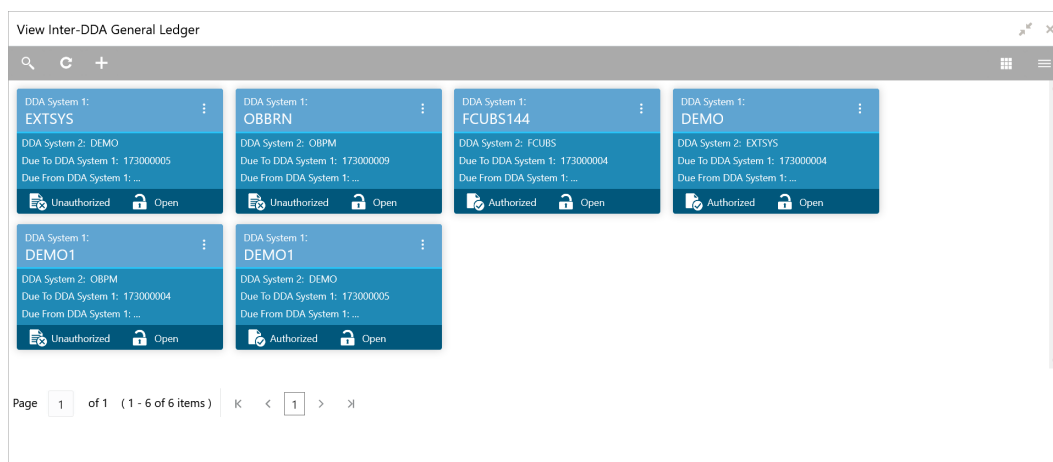 View Inter-DDA General Ledger
DDA System 1:
EXTSYS
DDA System 2: DEMO
Due To DDA System 1: 173000005
Due From DDA System 1: ...
Unauthorized Open
DDA System 1:
OBBRN
DDA System 2: OBPM
Due To DDA System 1: 173000009
Due From DDA System 1: ...
Unauthorized Open
DDA System 1:
FCUBS144
DDA System 2: FCUBS
Due To DDA System 1: 173000004
Due From DDA System 1: ...
Authorized Open
DDA System 1:
DEMO
DDA System 2: EXTSYS
Due To DDA System 1: 173000004
Due From DDA System 1: ...
Authorized Open
DDA System 1:
DEMO1
DDA System 2: OBPM
Due To DDA System 1: 173000004
Due From DDA System 1: ...
Unauthorized Open
DDA System 1:
DEMO1
DDA System 2: DEMO
Due To DDA System 1: 173000005
Due From DDA System 1: ...
Authorized Open
Page 1 of 1 ( 1 - 6 of 6 items ) 1